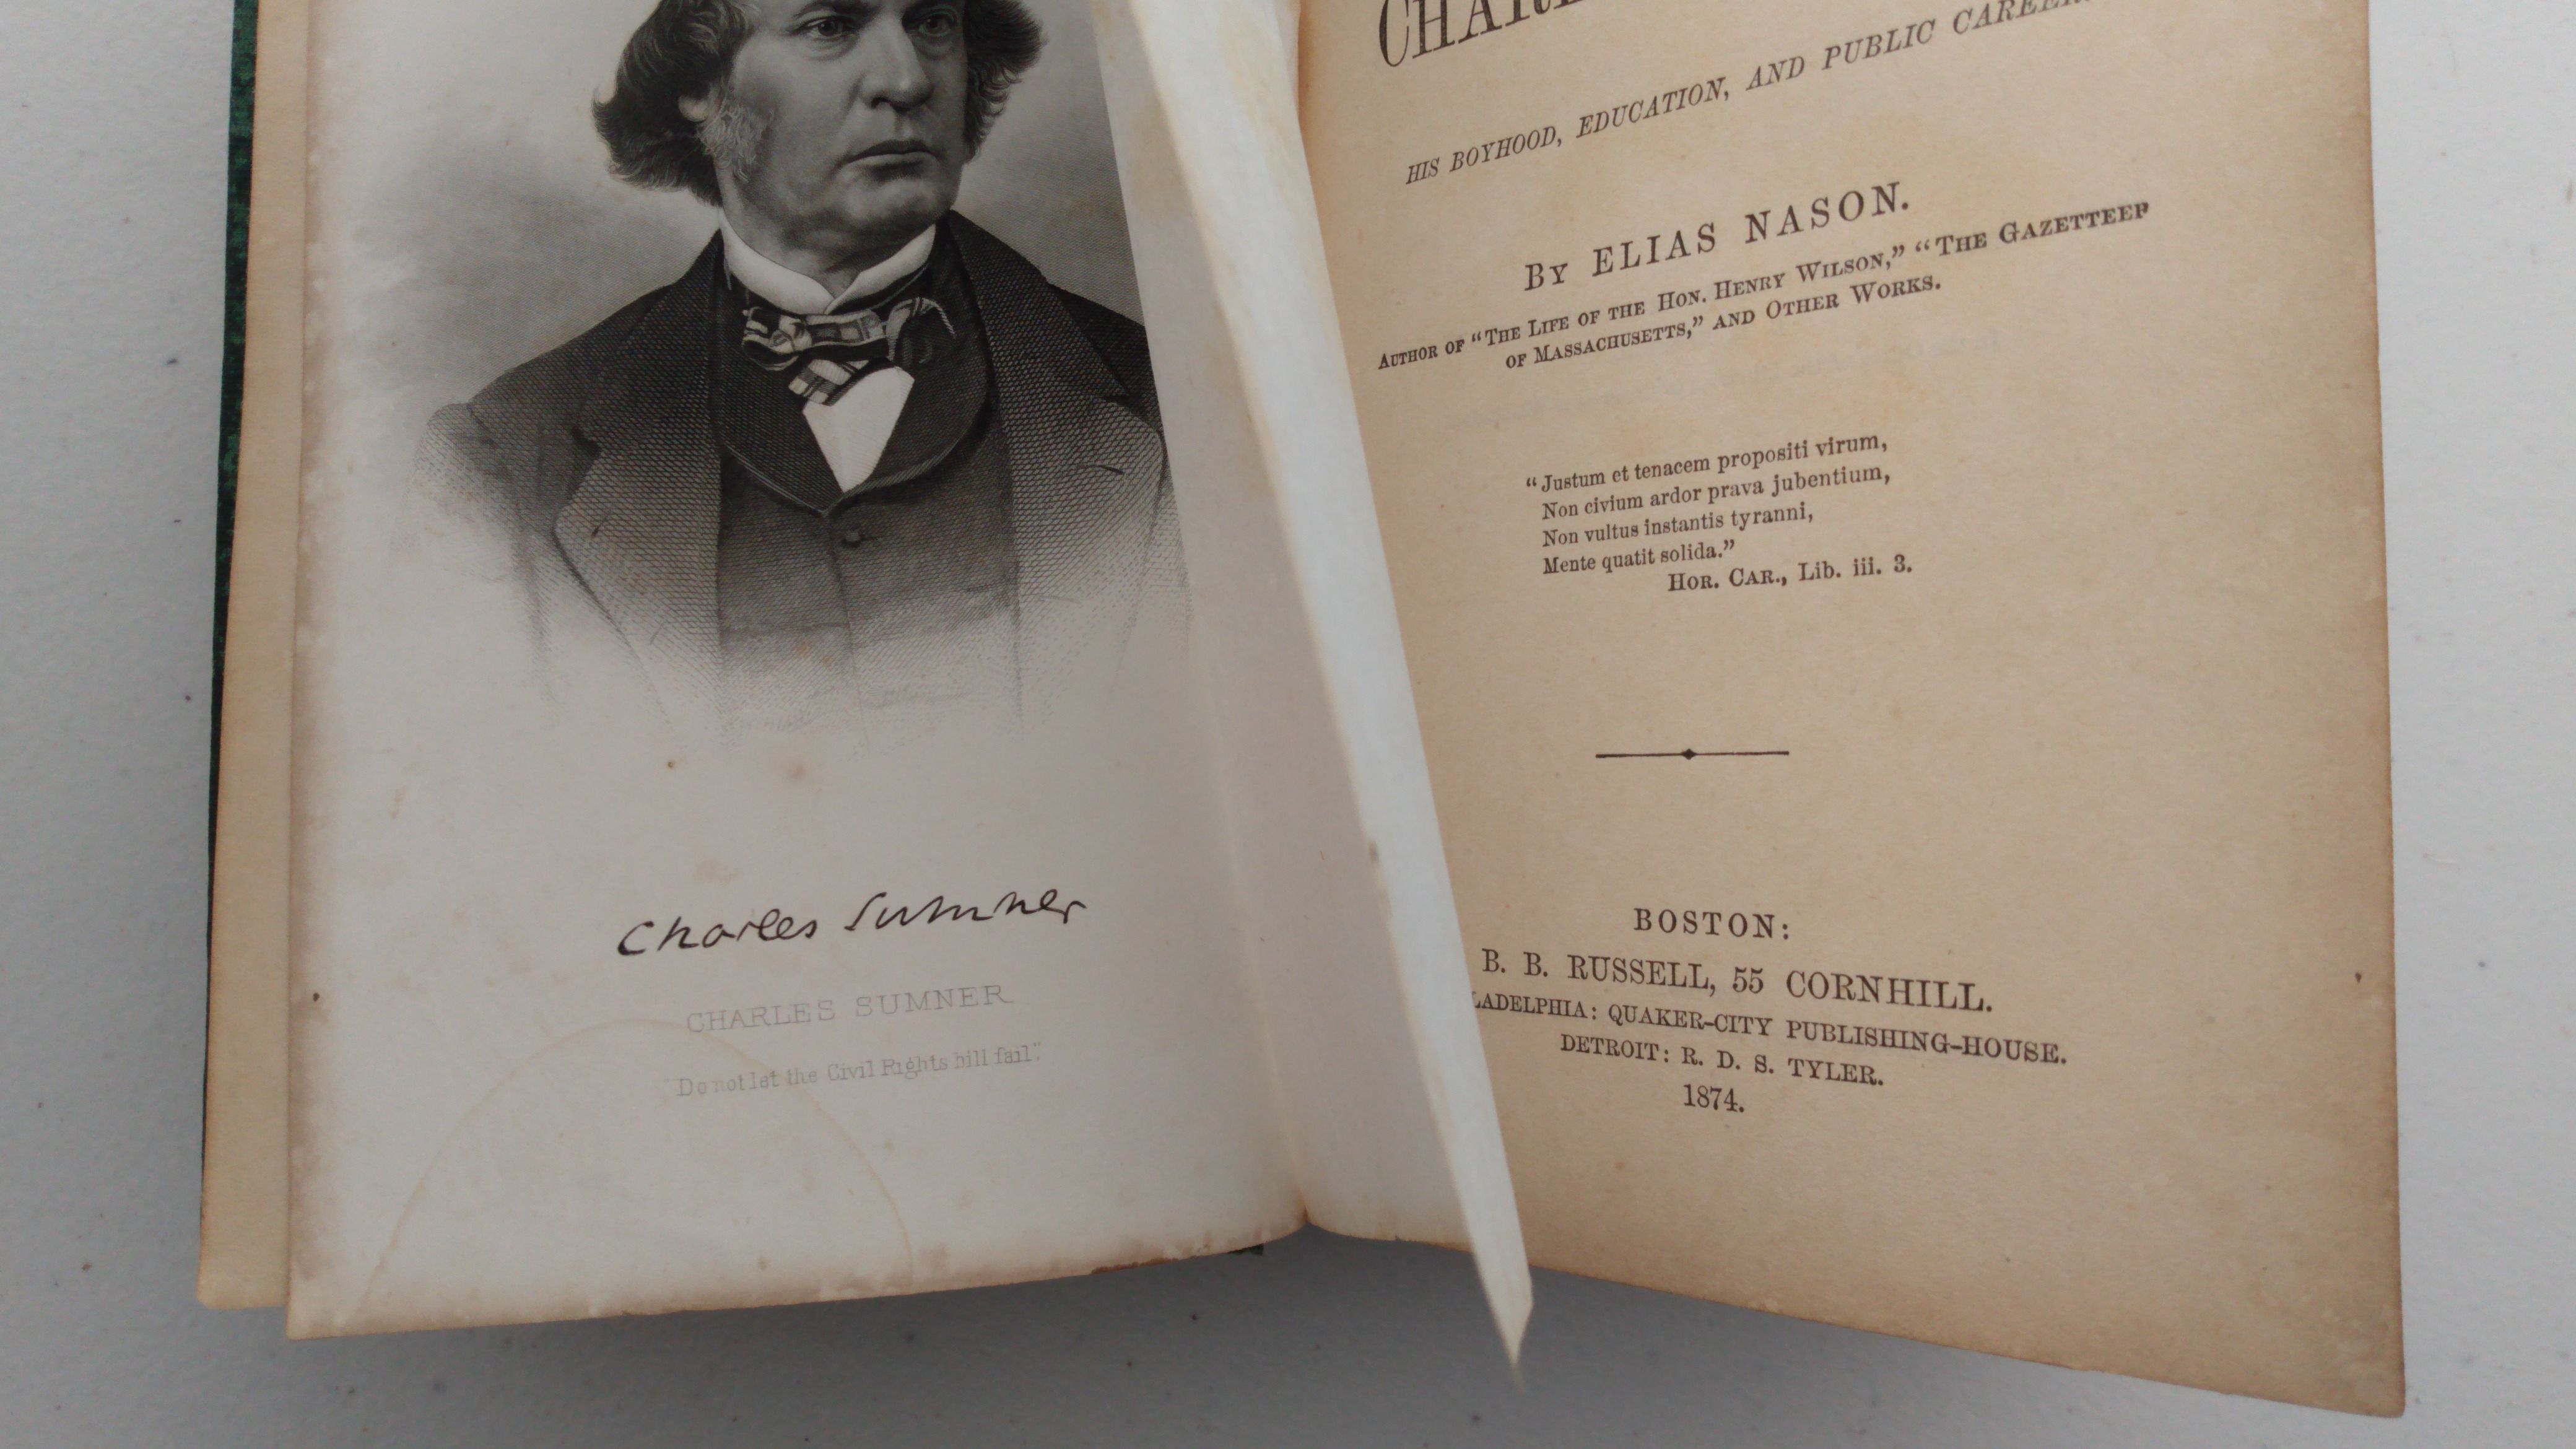 Charles Sumner
CHARLES SUMNER
"Do not let the Civil Rights bill fail".
HIS BOYHOOD, EDUCATION, AND PUBLIC CAREER.
BY ELIAS NASON.
AUTHOR OF "THE LIFE OF THE HON. HENRY WILSON," "THE GAZETTEER
OF MASSACHUSETTS," AND OTHER WORKS.
"Justum et tenacem propositi virum,
Non civium ardor prava jubentium,
Non vultus instantis tyranni,
Mente quatit solida."
HOR. CAR., Lib. iii. 3.
BOSTON:
B. B. RUSSELL, 55 CORNHILL.
LADELPHIA: QUAKER-CITY PUBLISHING-HOUSE.
DETROIT: R. D. S. TYLER.
1874.